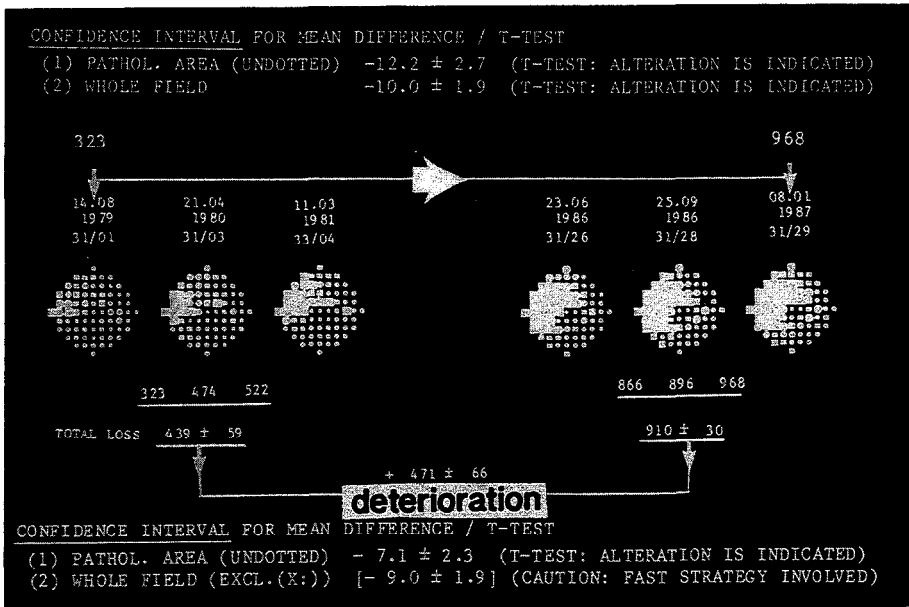 CONFIDENCE INTERVAL FOR MEAN DIFFERENCE / T-TEST
(1) PATHOL. AREA (UNDOTTED) -12.2 ± 2.7 (T-TEST: ALTERATION IS INDICATED)
(2) WHOLE FIELD -10.0 ± 1.9 (T-TEST: ALTERATION IS INDICATED)
323 968
14.08 21.04 11.03 23.06 25.09 08.01
1979 1980 1981 1986 1986 1987
31/01 31/03 33/04 31/26 31/28 31/29
323 474 522 866 896 968
TOTAL LOSS 439 ± 59 910 ± 30
+ 471 ± 66
deterioration
CONFIDENCE INTERVAL FOR MEAN DIFFERENCE / T-TEST
(1) PATHOL. AREA (UNDOTTED) - 7.1 ± 2.3 (T-TEST: ALTERATION IS INDICATED)
(2) WHOLE FIELD (EXCL.(X:)) [- 9.0 ± 1.9] (CAUTION: FAST STRATEGY INVOLVED)